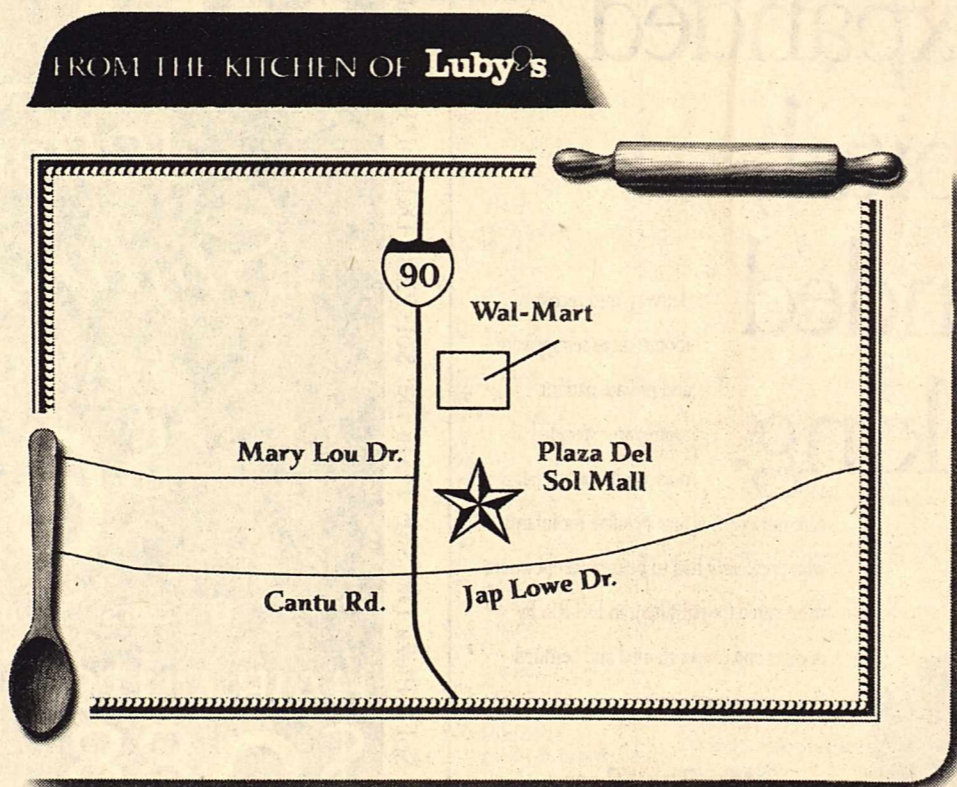 FROM THE KITCHEN OF Luby's
90
Wal-Mart
Mary Lou Dr.
Plaza Del
Sol Mall
Cantu Rd.
Jap Lowe Dr.